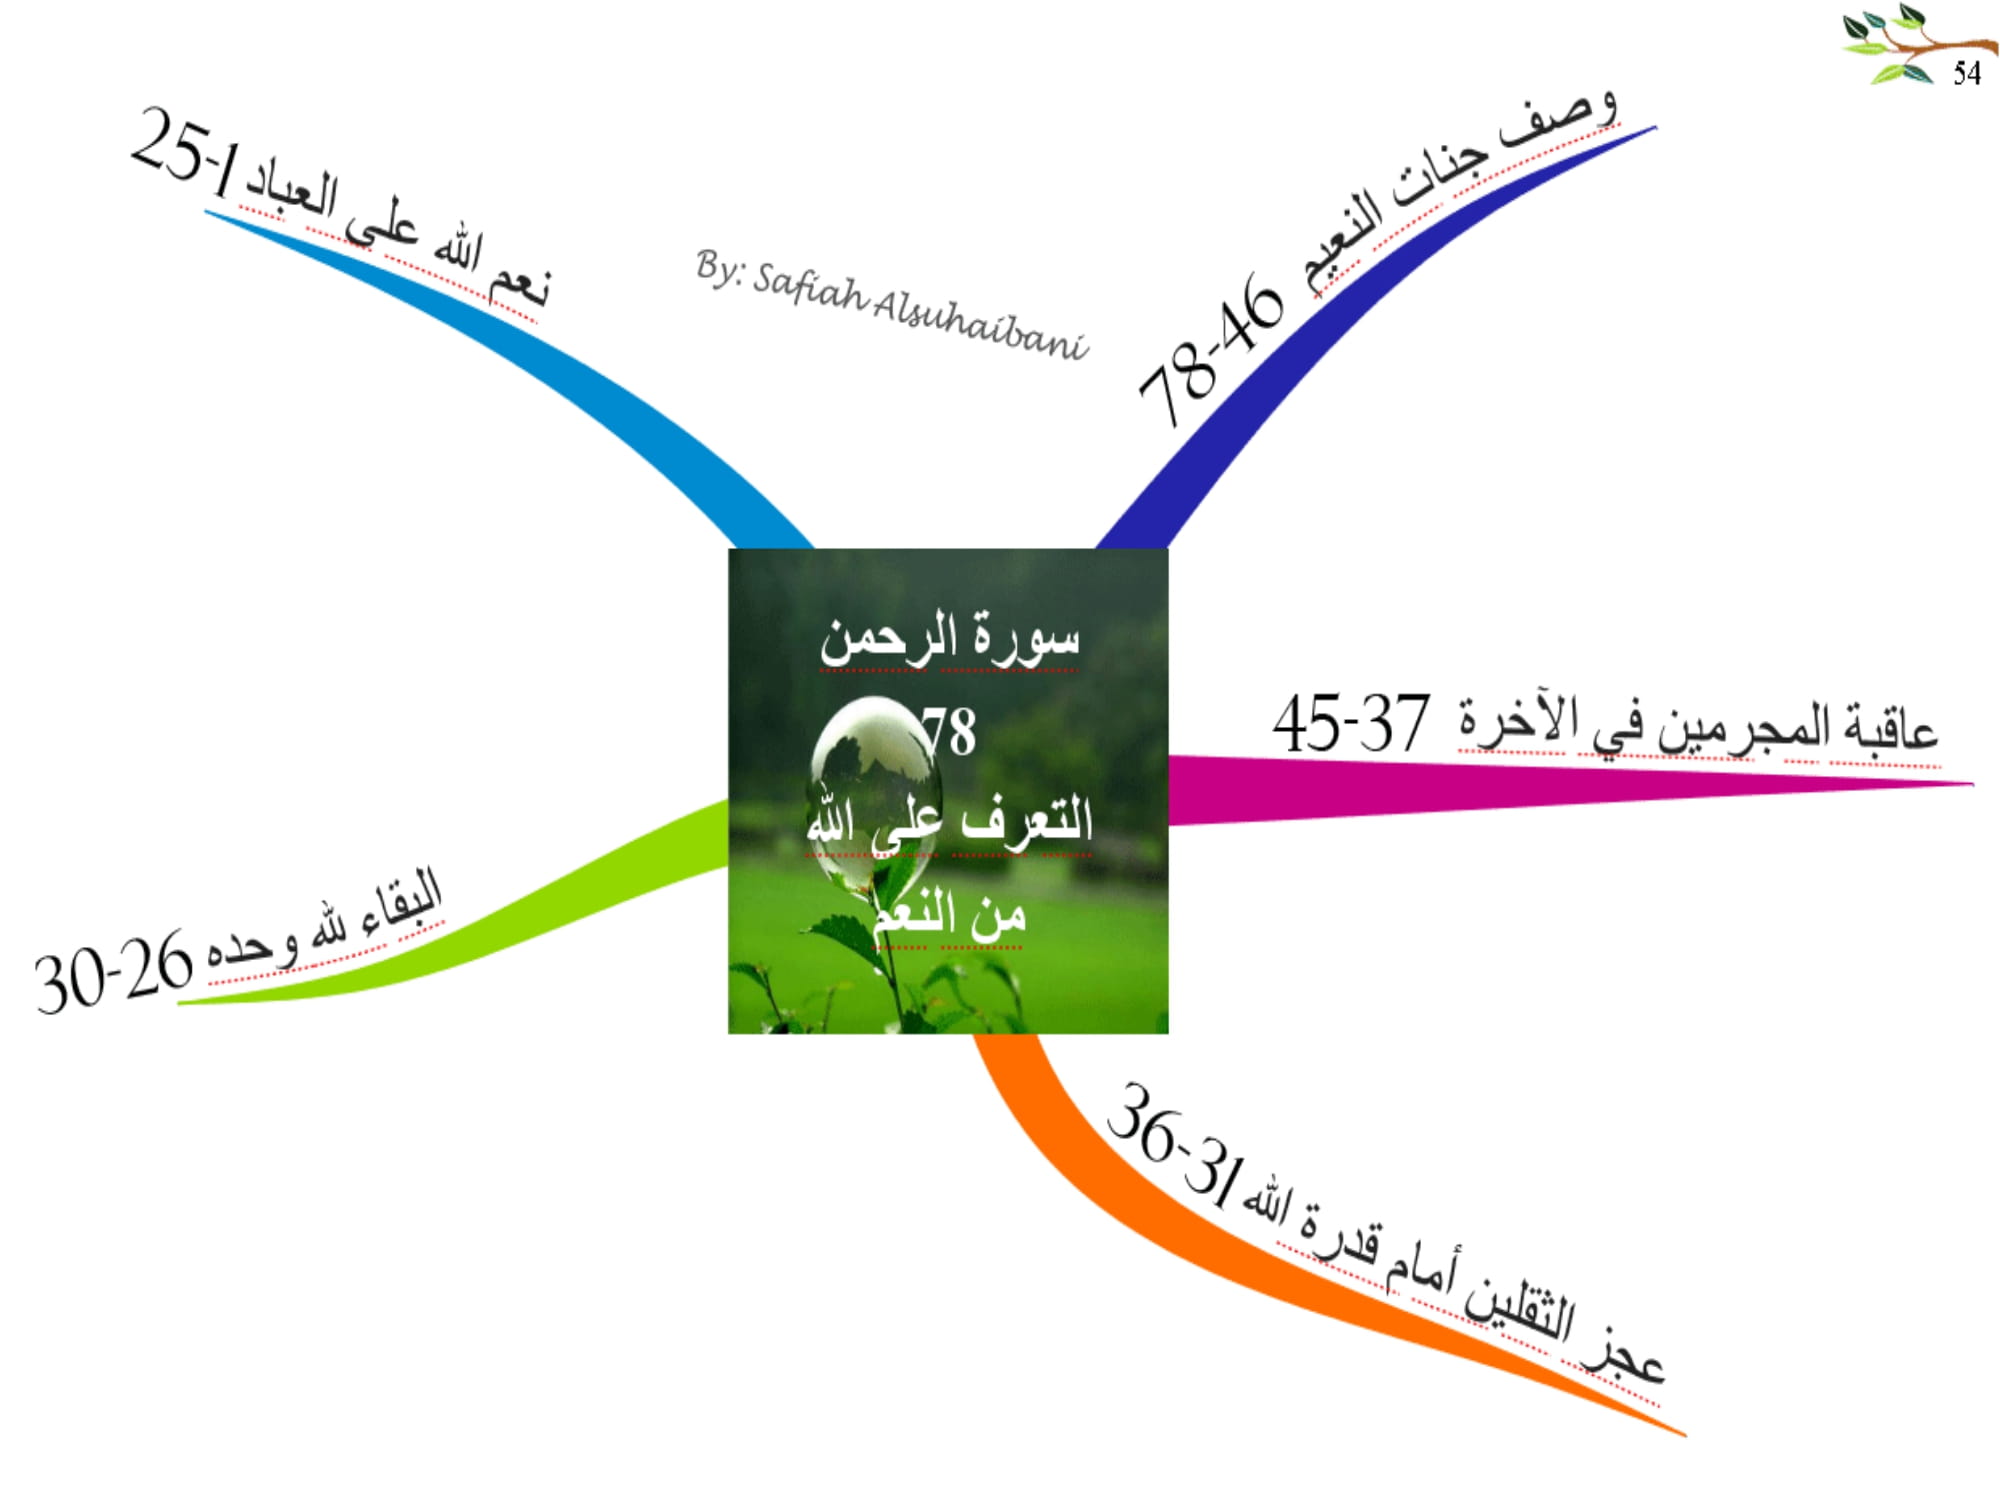 54
وصف جنات النعيم 46-78
By: Safiah Alsuhaibani
نعم الله على العباد 1-25
سورة الرحمن
78
التعرف على الله
من النعم
عاقبة المجرمين في الآخرة 37-45
البقاء لله وحده 26-30
عجز الثقلين أمام قدرة الله 31-36